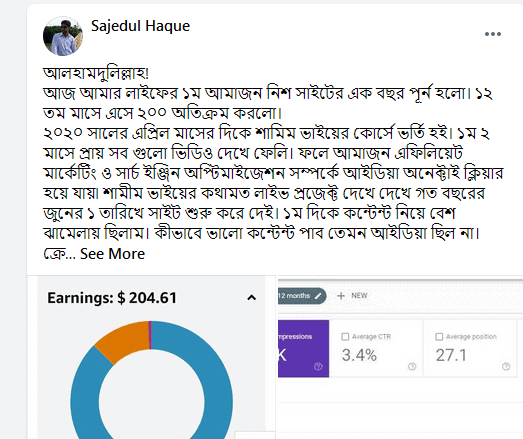 Sajedul Haque
আলহামদুলিল্লাহ!
আজ আমার লাইফের ১ম আমাজন নিশ সাইটের এক বছর পূর্ন হলো। ১২
তম মাসে এসে ২০০ অতিক্রম করলো।
২০২০ সালের এপ্রিল মাসের দিকে শামিম ভাইয়ের কোর্সে ভর্তি হই। ১ম ২
মাসে প্রায় সব গুলো ভিডিও দেখে ফেলি। ফলে আমাজন এফিলিয়েট
মার্কেটিং ও সার্চ ইঞ্জিন অপ্টিমাইজেশন সম্পর্কে আইডিয়া অনেক্টাই ক্লিয়ার
হয়ে যায়। শামীম ভাইয়ের কথামত লাইভ প্রজেক্ট দেখে দেখে গত বছরের
জুনের ১ তারিখে সাইট শুরু করে দেই। ১ম দিকে কন্টেন্ট নিয়ে বেশ
ঝামেলায় ছিলাম। কীভাবে ভালো কন্টেন্ট পাব তেমন আইডিয়া ছিল না।
ক্রে... See More
Earnings: $ 204.61
12 months
+ NEW
mpressions
K
Average CTR
3.4%
Average position
27.1